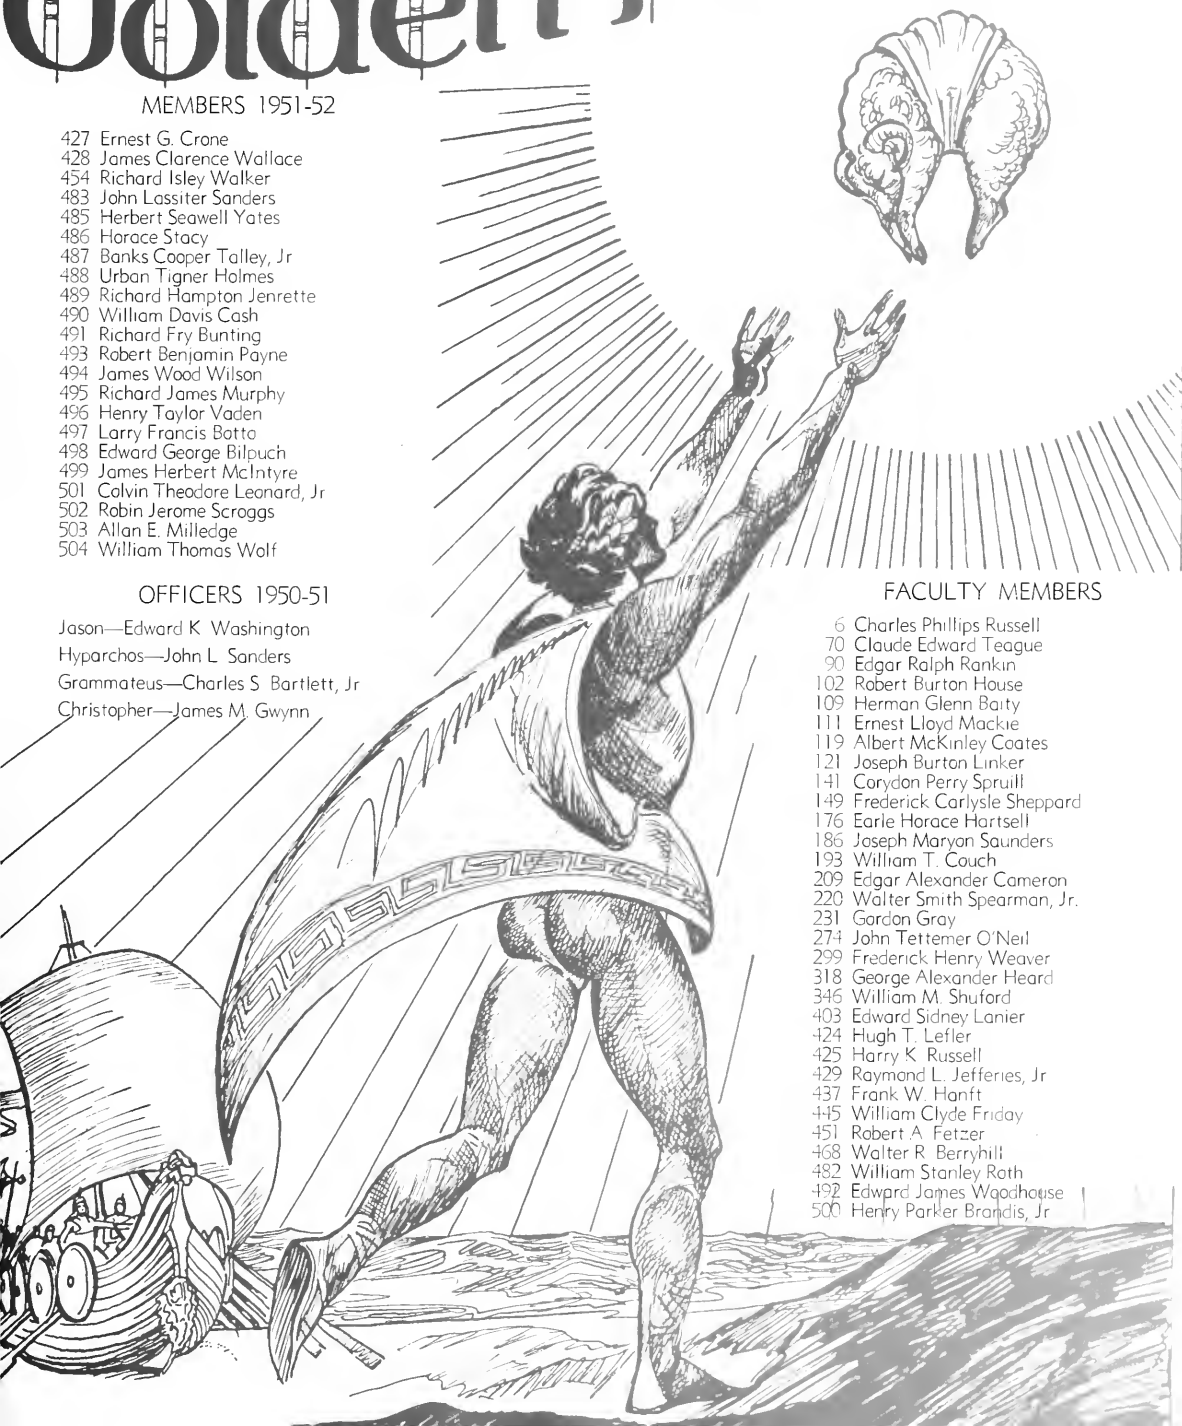 Golden
MEMBERS 1951-52
427 Ernest G. Crone
428 James Clarence Wallace
454 Richard Isley Walker
483 John Lassiter Sanders
485 Herbert Seawell Yates
486 Horace Stacy
487 Banks Cooper Talley, Jr
488 Urban Tigner Holmes
489 Richard Hampton Jenrette
490 William Davis Cash
491 Richard Fry Bunting
493 Robert Benjamin Payne
494 James Wood Wilson
495 Richard James Murphy
496 Henry Taylor Vaden
497 Larry Francis Botto
498 Edward George Bilpuch
499 James Herbert McIntyre
501 Colvin Theodore Leonard, Jr
502 Robin Jerome Scroggs
503 Allan E. Milledge
504 William Thomas Wolf
OFFICERS 1950-51
Jason—Edward K Washington
Hyparchos—John L Sanders
Grammateus—Charles S Bartlett, Jr
Christopher—James M. Gwynn
FACULTY MEMBERS
6 Charles Phillips Russell
70 Claude Edward Teague
90 Edgar Ralph Rankin
102 Robert Burton House
109 Herman Glenn Baity
111 Ernest Lloyd Mackie
119 Albert McKinley Coates
121 Joseph Burton Linker
141 Corydon Perry Spruill
149 Frederick Carlysle Sheppard
176 Earle Horace Hartsell
186 Joseph Maryon Saunders
193 William T. Couch
209 Edgar Alexander Cameron
220 Walter Smith Spearman, Jr.
231 Gordon Gray
274 John Tettemer O'Neil
299 Frederick Henry Weaver
318 George Alexander Heard
346 William M. Shuford
403 Edward Sidney Lanier
424 Hugh T. Lefler
425 Harry K Russell
429 Raymond L. Jefferies, Jr
437 Frank W. Hanft
445 William Clyde Friday
451 Robert A Fetzer
468 Walter R Berryhill
482 William Stanley Roth
492 Edward James Woodhouse
500 Henry Parker Brandis, Jr